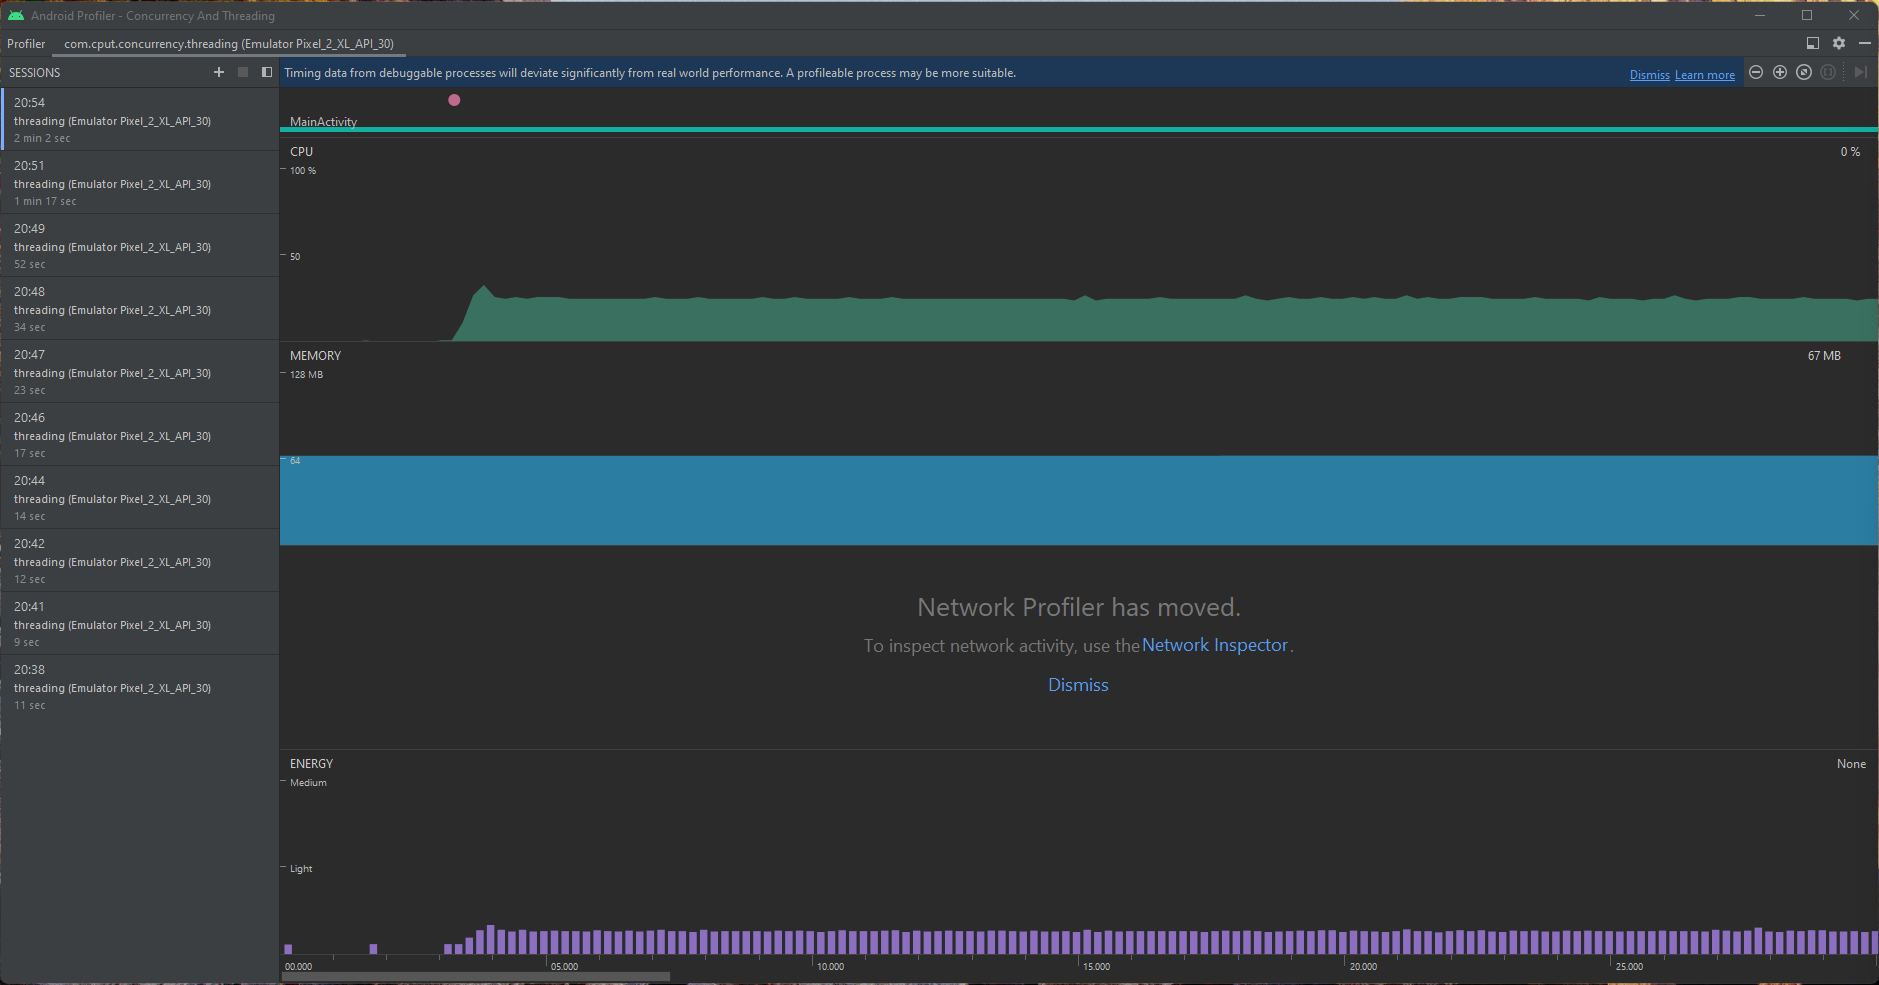 Android Profiler - Concurrency And Threading
Profiler
com.cput.concurrency.threading (Emulator Pixel_2_XL_API_30)
SESSIONS
20:54
threading (Emulator Pixel_2_XL_API_30)
2 min 2 sec
20:51
threading (Emulator Pixel_2_XL_API_30)
1 min 17 sec
20:49
threading (Emulator Pixel_2_XL_API_30)
52 sec
20:48
threading (Emulator Pixel_2_XL_API_30)
34 sec
20:47
threading (Emulator Pixel_2_XL_API_30)
23 sec
20:46
threading (Emulator Pixel_2_XL_API_30)
17 sec
20:44
threading (Emulator Pixel_2_XL_API_30)
14 sec
20:42
threading (Emulator Pixel_2_XL_API_30)
12 sec
20:41
threading (Emulator Pixel_2_XL_API_30)
9 sec
20:38
threading (Emulator Pixel_2_XL_API_30)
11 sec
Timing data from debuggable processes will deviate significantly from real world performance. A profileable process may be more suitable.
Dismiss Learn more
MainActivity
CPU
0 %
100 %
50
MEMORY
67 MB
128 MB
64
Network Profiler has moved.
To inspect network activity, use the Network Inspector.
Dismiss
ENERGY
None
Medium
Light
00.000
05.000
10.000
15.000
20.000
25.000